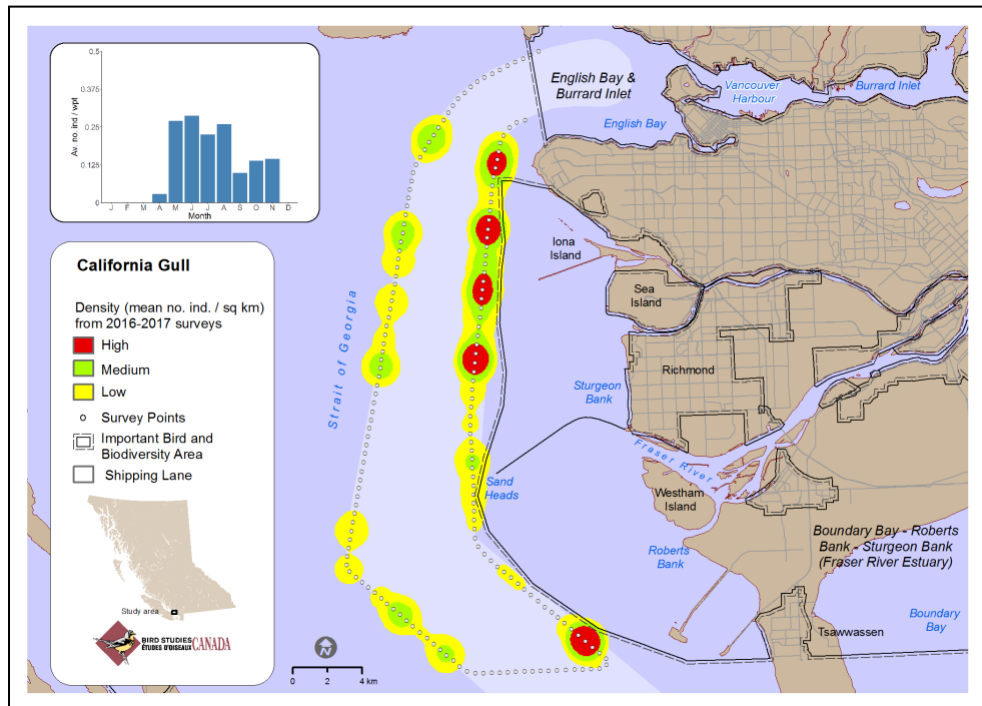 0.5
0.375
0.25
0.125
0
Av. no. ind / wpt
J F M A M J J A S O N D
Month
California Gull
Density (mean no. ind. / sq km)
from 2016-2017 surveys
High
Medium
Low
Survey Points
Important Bird and
Biodiversity Area
Shipping Lane
Study area
BIRD STUDIES
ÉTUDES D'OISEAUX
CANADA
N
0 2 4 km
Strait of Georgia
English Bay &
Burrard Inlet
English Bay
Vancouver
Harbour
Burrard Inlet
Iona
Island
Sea
Island
Richmond
Sturgeon
Bank
Fraser River
Sand
Heads
Westham
Island
Roberts
Bank
Boundary Bay - Roberts
Bank - Sturgeon Bank
(Fraser River Estuary)
Boundary
Bay
Tsawwassen